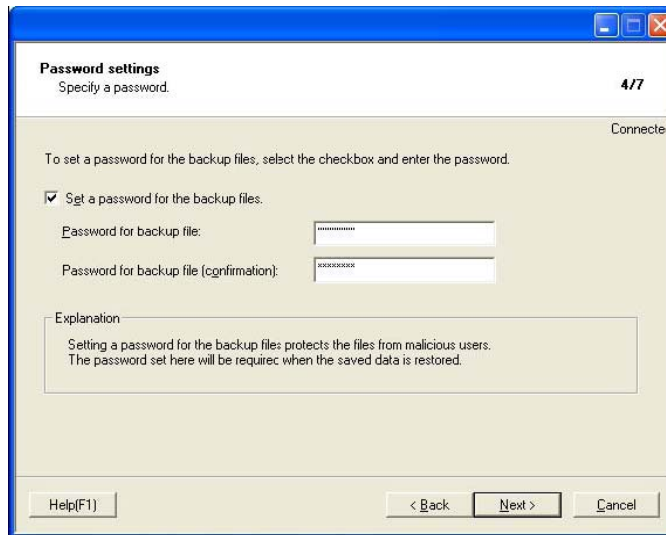 Password settings
Specify a password.
4/7
Connecte
To set a password for the backup files, select the checkbox and enter the password.
Set a password for the backup files.
Password for backup file:
Password for backup file (confirmation):
xxxxxxxx
Explanation
Setting a password for the backup files protects the files from malicious users.
The password set here will be required when the saved data is restored.
Help(F1)
< Back
Next >
Cancel